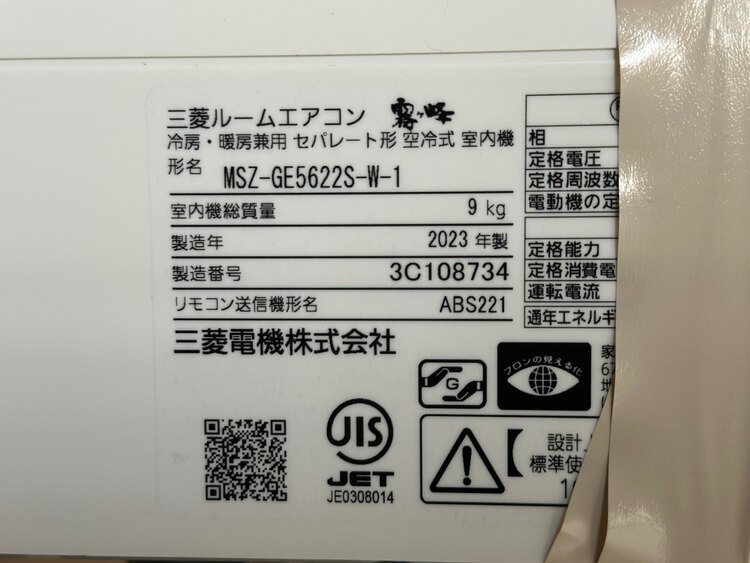 三菱ルームエアコン 霧ヶ峰
冷房・暖房兼用 セパレート形 空冷式 室内機
形名 MSZ-GE5622S-W-1
室内機総質量 9 kg
製造年 2023 年製
製造番号 3C108734
リモコン送信機形名 ABS221
三菱電機株式会社
相
定格電圧
定格周波数
電動機の定
定格能力
定格消費電
運転電流
通年エネルギ
G
フロンの見える化
家
67
地
JIS
JET
JE0308014
【設計上
標準使
1